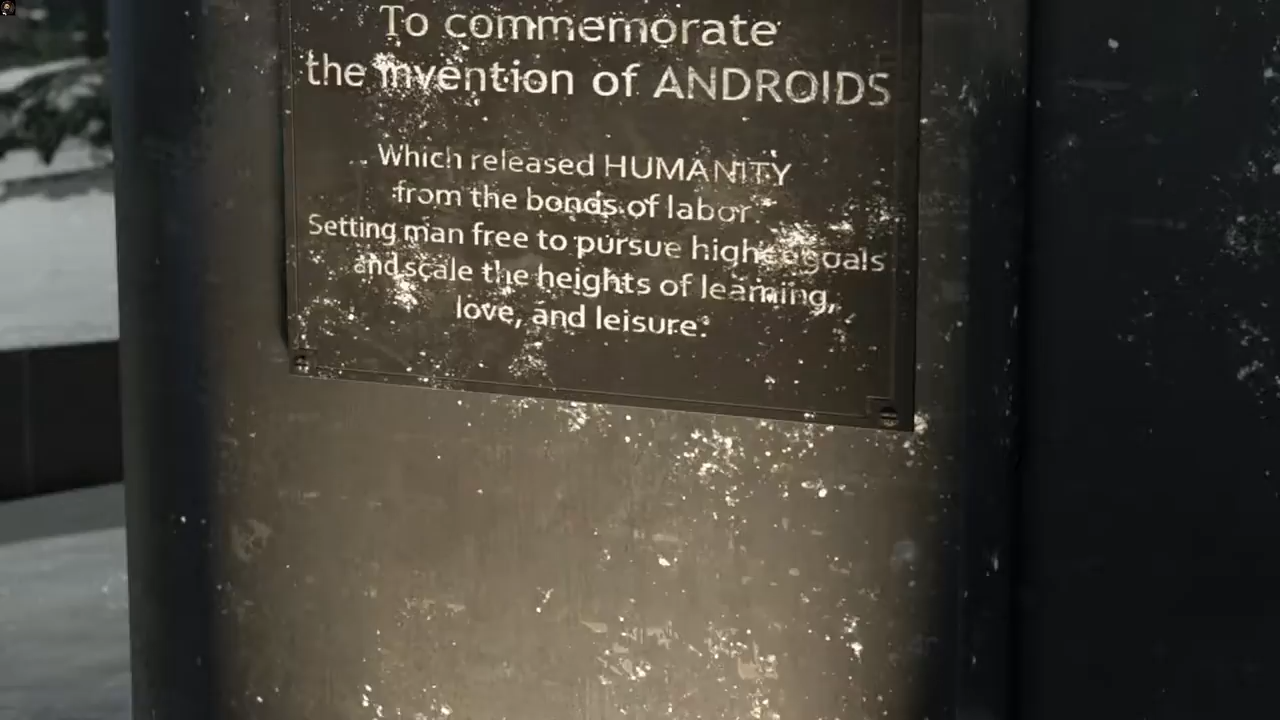 To commemorate
the invention of ANDROIDS
Which released HUMANITY
from the bonds of labor.
Setting man free to pursue higher goals
and scale the heights of learning,
love, and leisure.